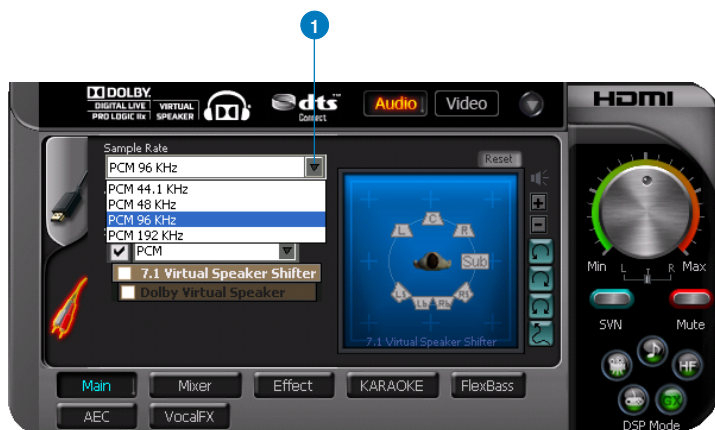 1
DOLBY.
DIGITAL LIVE
PRO LOGIC IIx
VIRTUAL
SPEAKER
dts™
Connect
Audio
Video
HDMI
Sample Rate
PCM 96 KHz
PCM 44.1 KHz
PCM 48 KHz
PCM 96 KHz
PCM 192 KHz
PCM
7.1 Virtual Speaker Shifter
Dolby Virtual Speaker
Reset
L
C
R
Sub
Ls
Lb
Rb
Rs
7.1 Virtual Speaker Shifter
Min
L
R
Max
SVN
Mute
HF
GX
DSP Mode
Main
Mixer
Effect
KARAOKE
FlexBass
AEC
VocalFX